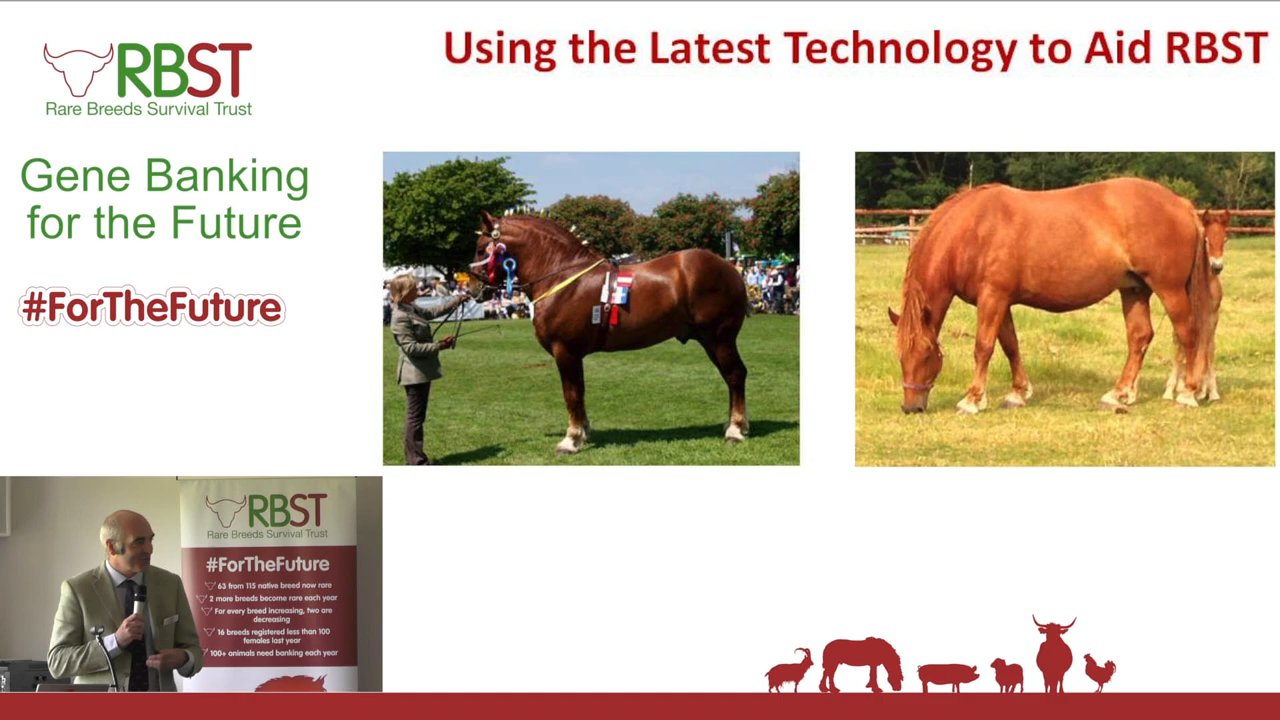 RBST
Rare Breeds Survival Trust
Using the Latest Technology to Aid RBST
Gene Banking
for the Future
#ForTheFuture
RBST
Rare Breeds Survival Trust
#ForTheFuture
63 from 115 native breed now rare
2 more breeds become rare each year
For every breed increasing, two are
decreasing
16 breeds registered less than 100
females last year
100+ animals need banking each year